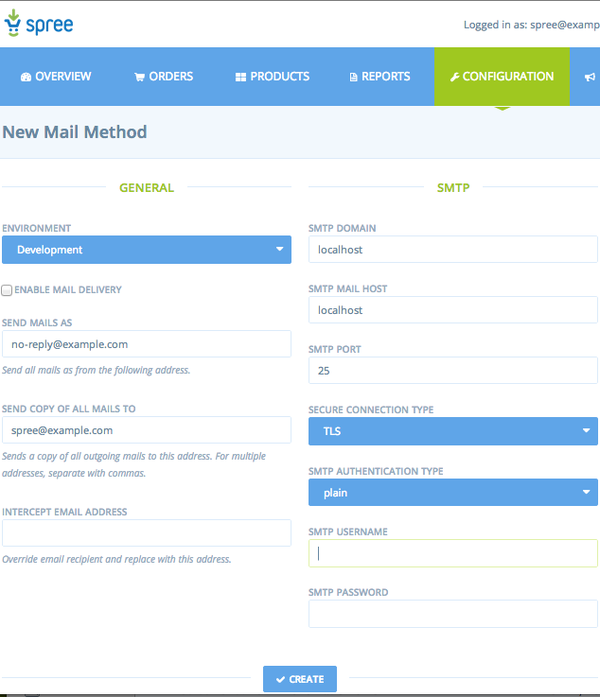 spree
Logged in as: spree@examp
OVERVIEW
ORDERS
PRODUCTS
REPORTS
CONFIGURATION
New Mail Method
GENERAL
ENVIRONMENT
Development
ENABLE MAIL DELIVERY
SEND MAILS AS
no-reply@example.com
Send all mails as from the following address.
SEND COPY OF ALL MAILS TO
spree@example.com
Sends a copy of all outgoing mails to this address. For multiple
addresses, separate with commas.
INTERCEPT EMAIL ADDRESS
Override email recipient and replace with this address.
SMTP
SMTP DOMAIN
localhost
SMTP MAIL HOST
localhost
SMTP PORT
25
SECURE CONNECTION TYPE
TLS
SMTP AUTHENTICATION TYPE
plain
SMTP USERNAME
SMTP PASSWORD
CREATE